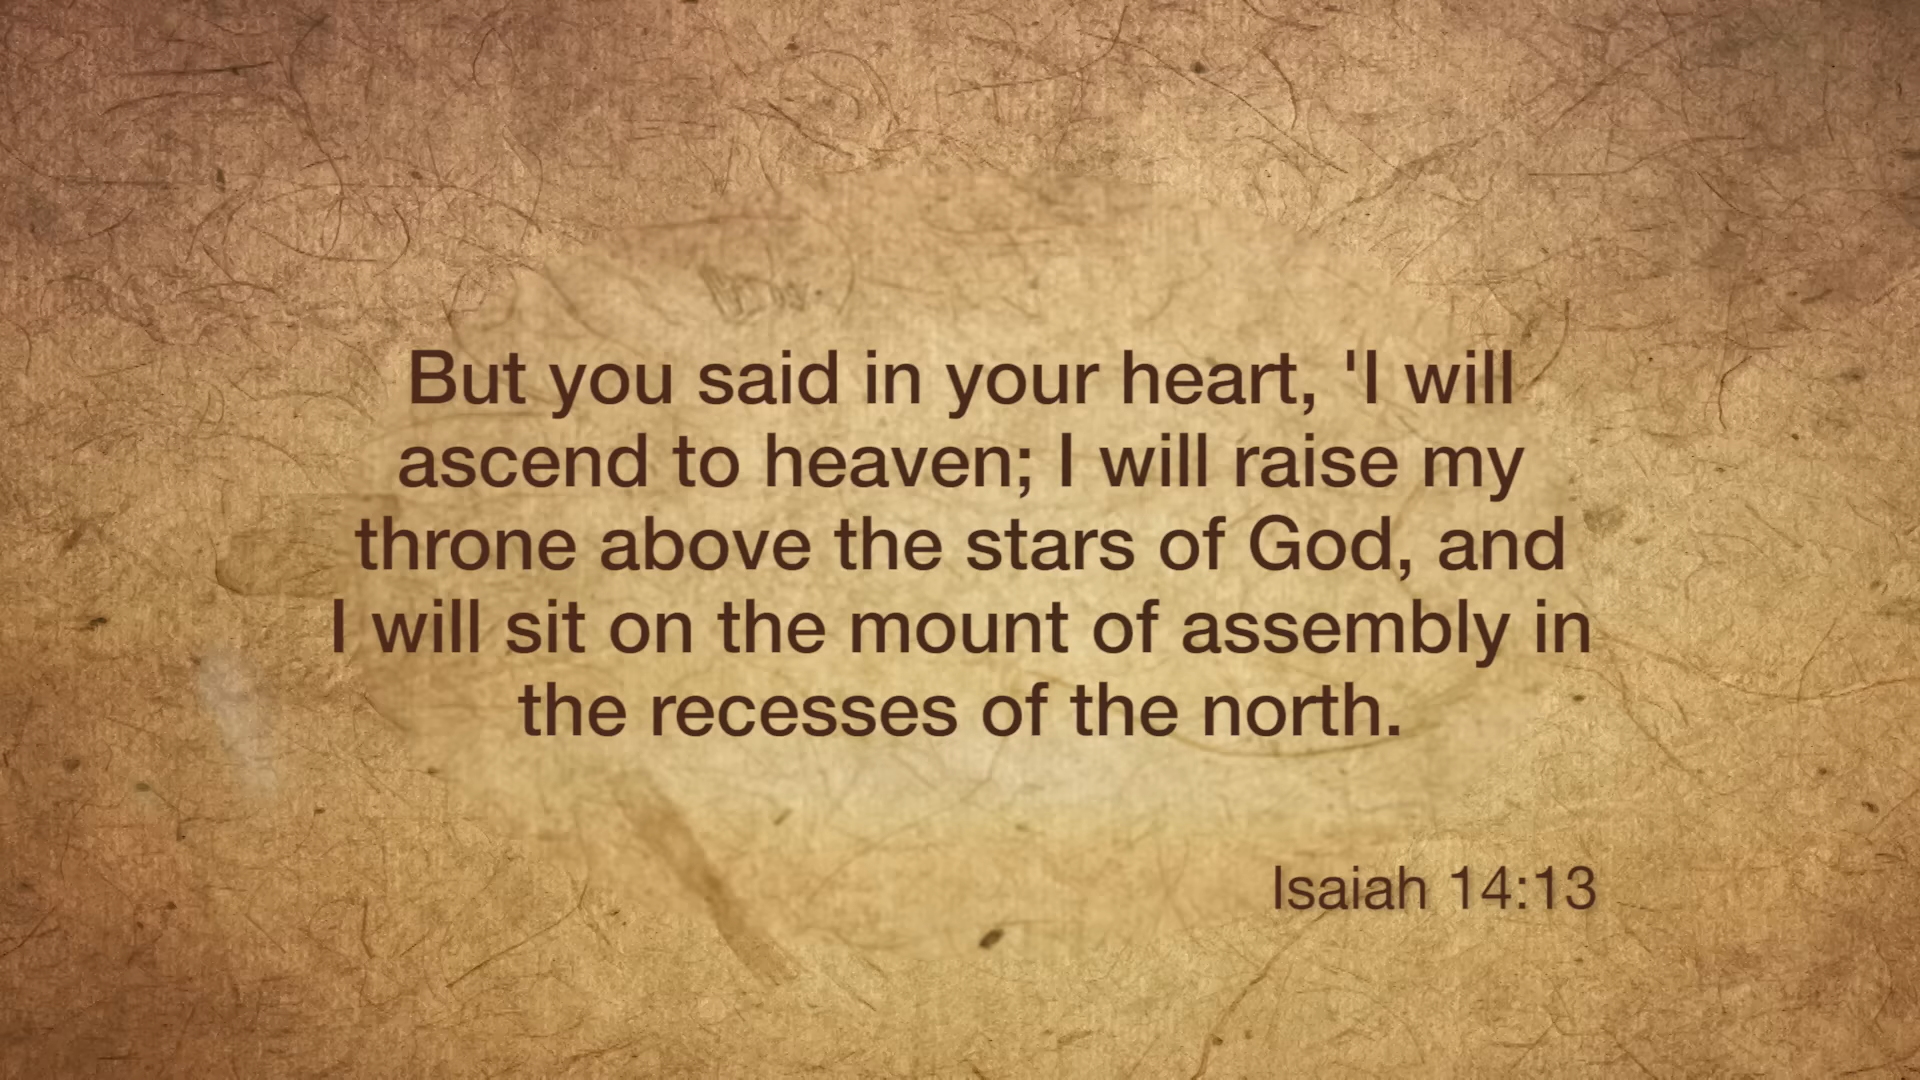 But you said in your heart, 'I will
ascend to heaven; I will raise my
throne above the stars of God, and
I will sit on the mount of assembly in
the recesses of the north.
Isaiah 14:13